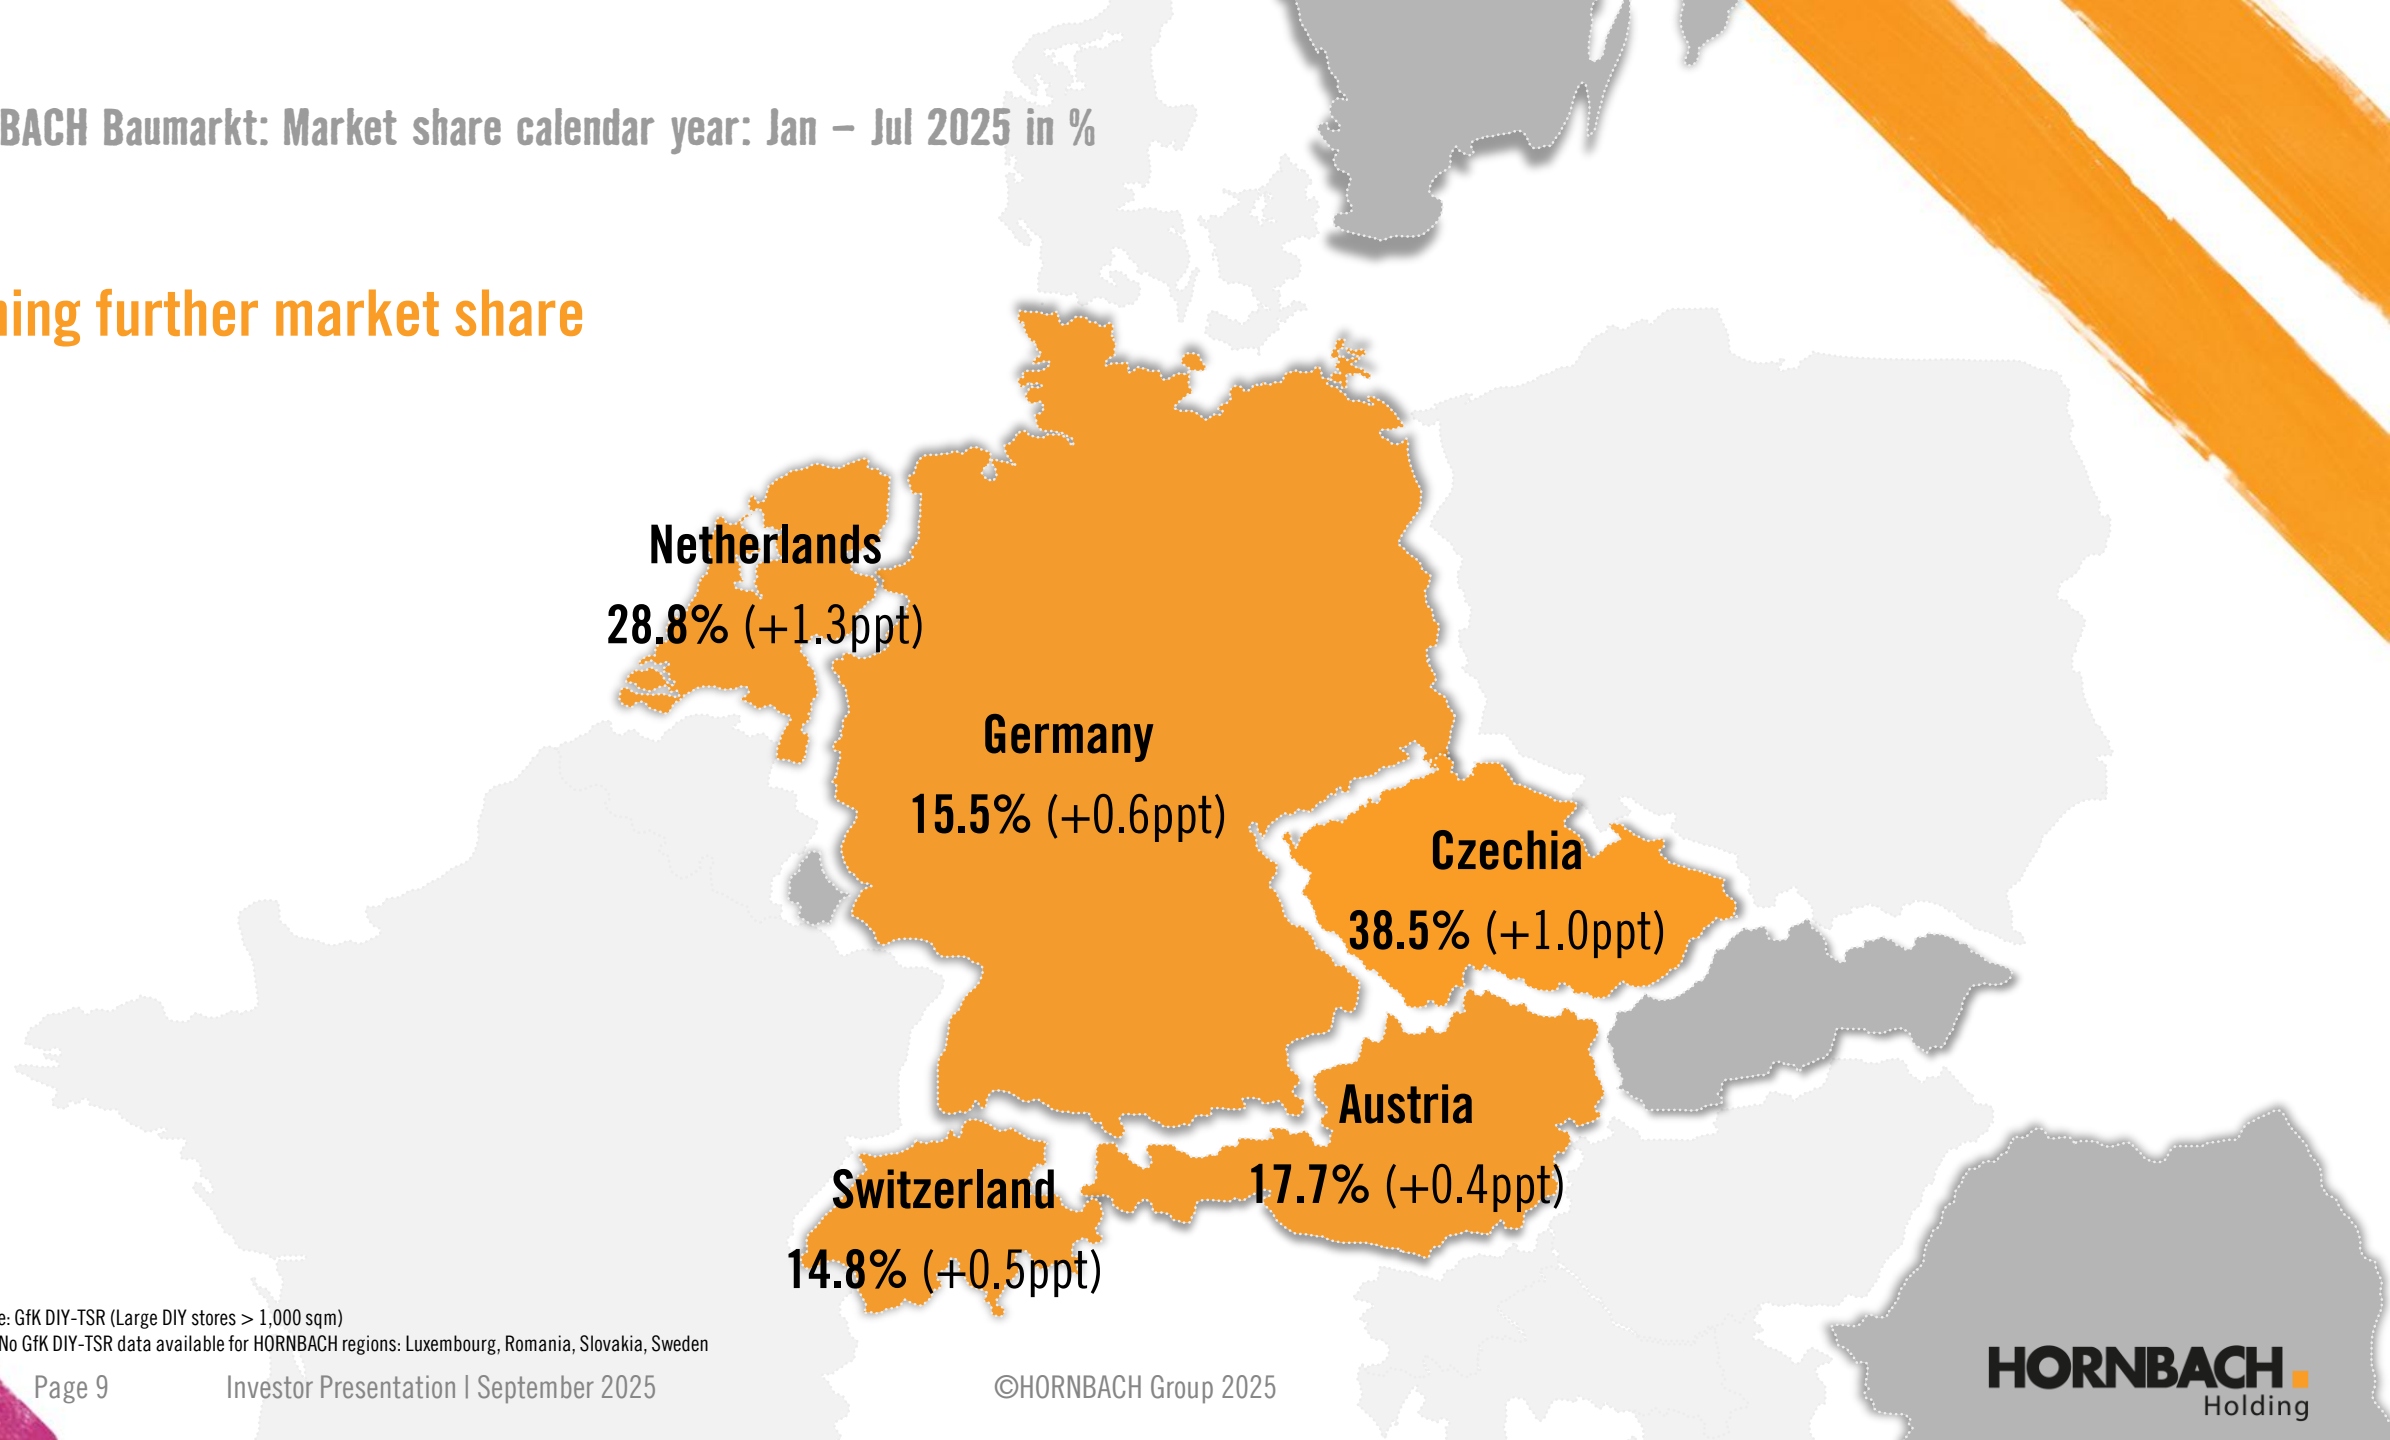 BACH Baumarkt: Market share calendar year: Jan – Jul 2025 in %
further market share
Netherlands
28.8% (+1.3ppt)
Germany
15.5% (+0.6ppt)
Czechia
38.5% (+1.0ppt)
Austria
17.7% (+0.4ppt)
Switzerland
14.8% (+0.5ppt)
GfK DIY-TSR (Large DIY stores > 1,000 sqm)
No GfK DIY-TSR data available for HORNBACH regions: Luxembourg, Romania, Slovakia, Sweden
Page 9
Investor Presentation | September 2025
©HORNBACH Group 2025
HORNBACH
Holding